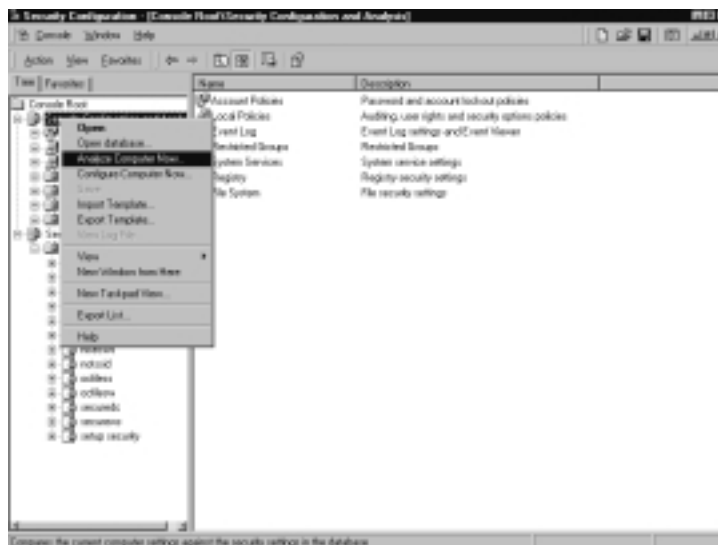 Security Configuration - [Console Root\Security Configuration and Analysis]
Console Window Help
Action View Favorites
Tree Favorites
Name Description
Console Root
Account Policies Password and account lockout policies
Local Policies Auditing, user rights and security options policies
Event Log Event Log settings and Event Viewer
Restricted Groups Restricted Groups
System Services System service settings
Registry Registry security settings
File System File security settings
Open
Open database...
Analyze Computer Now...
Configure Computer Now...
Save
Import Template...
Export Template...
View Log File
View
New Window from Here
New Taskpad View...
Export List...
Help
notssid
ocfiless
ocfilesw
securedc
securews
setup security
Compares the current computer settings against the security settings in the database